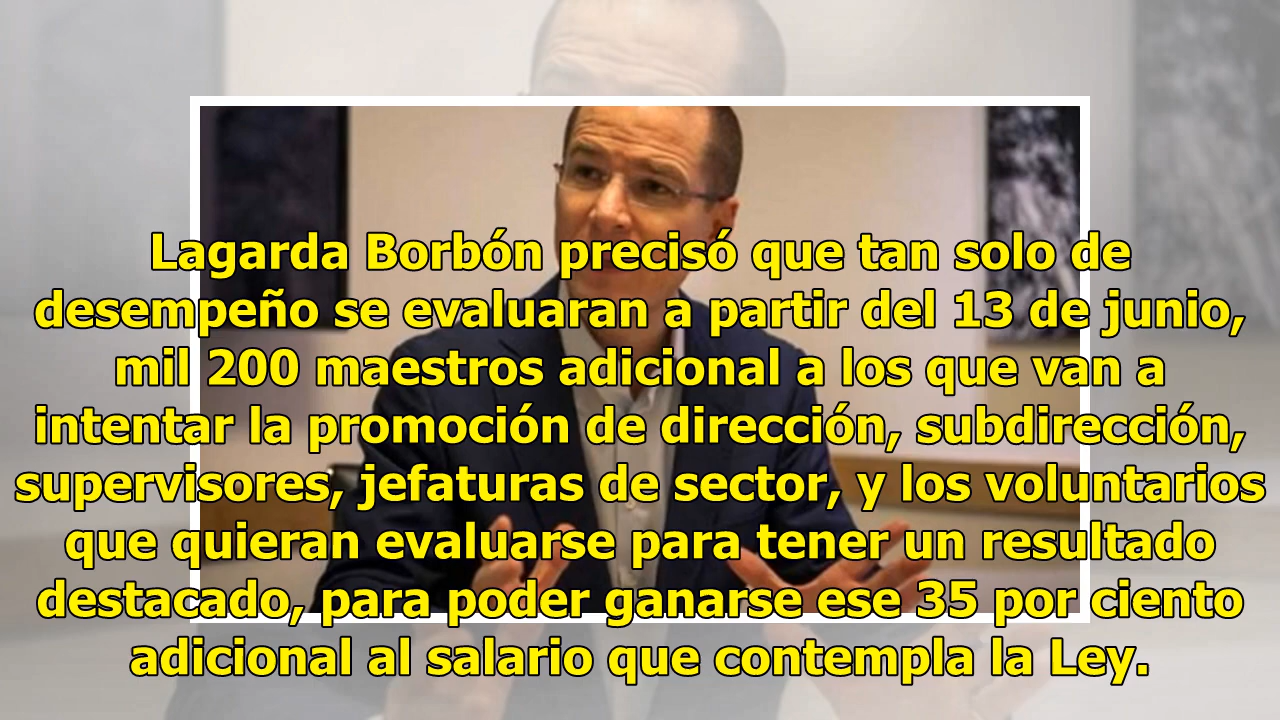 Lagarda Borbón precisó que tan solo de
desempeño se evaluaran a partir del 13 de junio,
mil 200 maestros adicional a los que van a
intentar la promoción de dirección, subdirección,
supervisores, jefaturas de sector, y los voluntarios
que quieran evaluarse para tener un resultado
destacado, para poder ganarse ese 35 por ciento
adicional al salario que contempla la Ley.